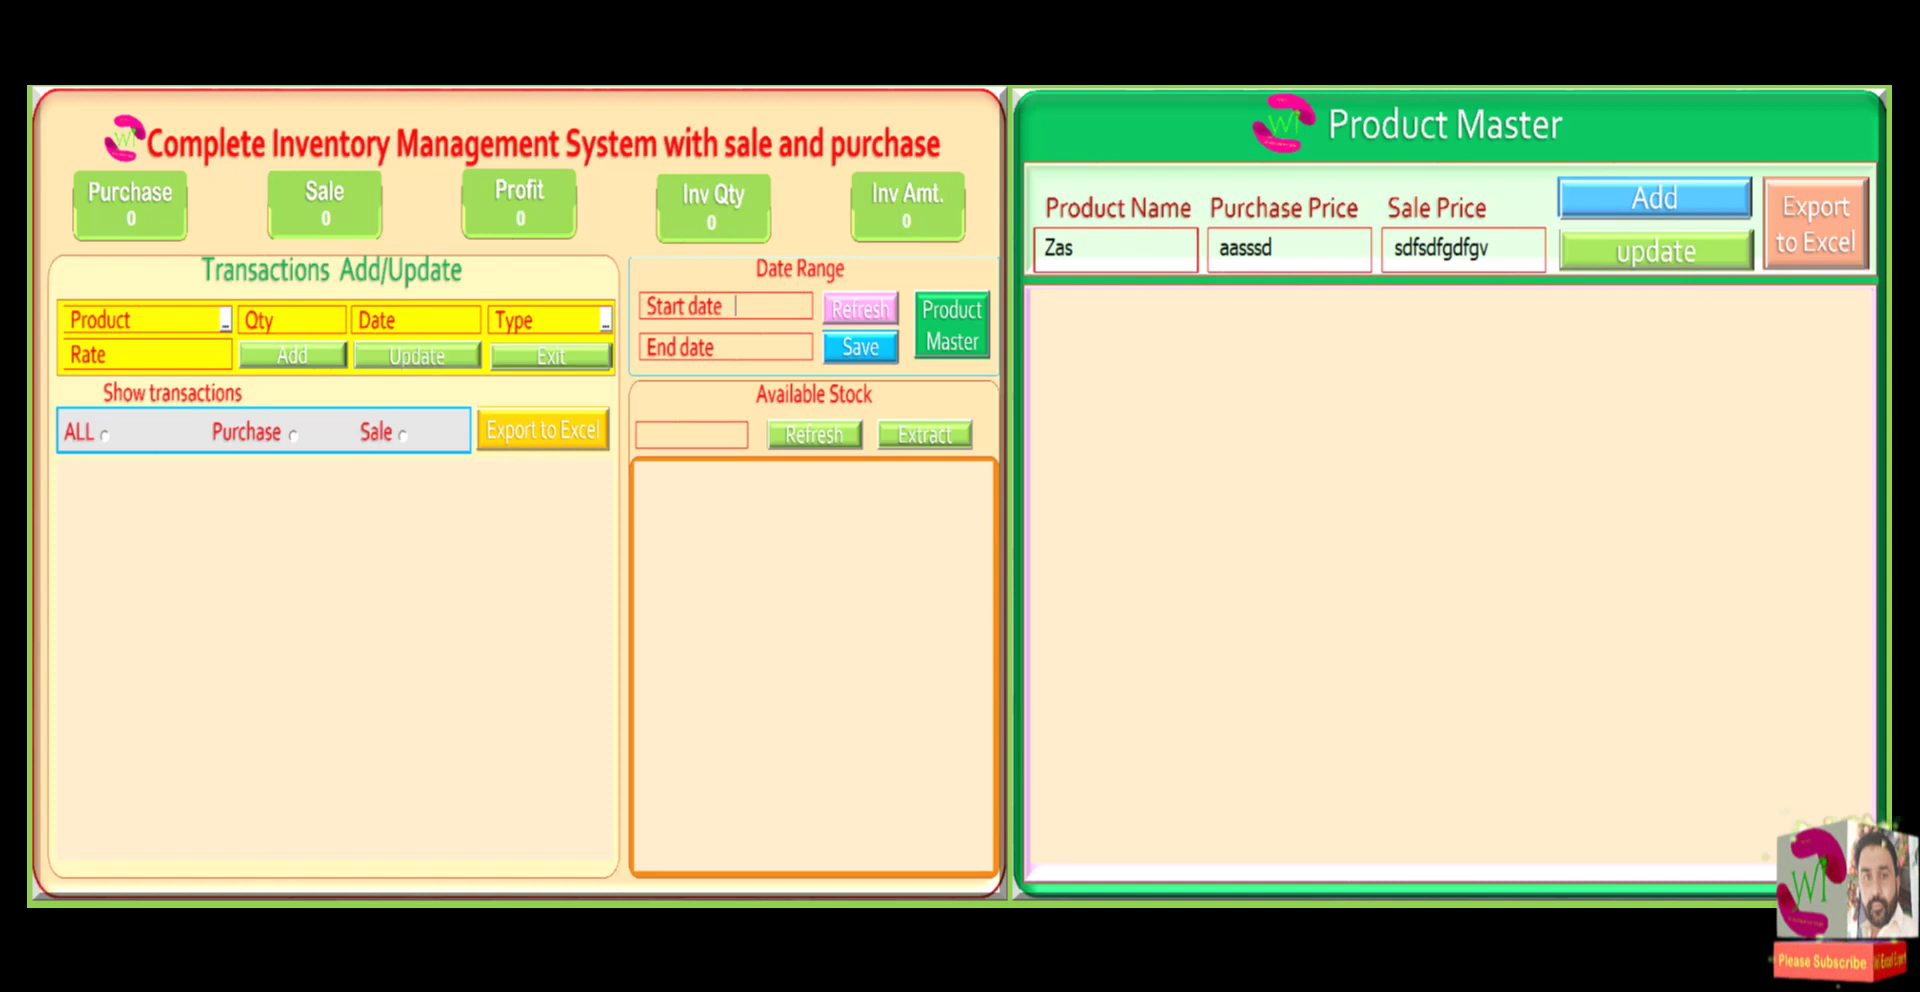 Complete Inventory Management System with sale and purchase
Purchase
0
Sale
0
Profit
0
Inv Qty
0
Inv Amt.
0
Transactions Add/Update
Product
Qty
Date
Type
Rate
Add
Update
Exit
Show transactions
ALL
Purchase
Sale
Export to Excel
Date Range
Start date
Refresh
Product
Master
End date
Save
Available Stock
Refresh
Extract
Wi
Product Master
Product Name
Purchase Price
Sale Price
Add
Export
to Excel
Zas
aasssd
sdfsdfgdfgv
update
Wi
Please Subscribe